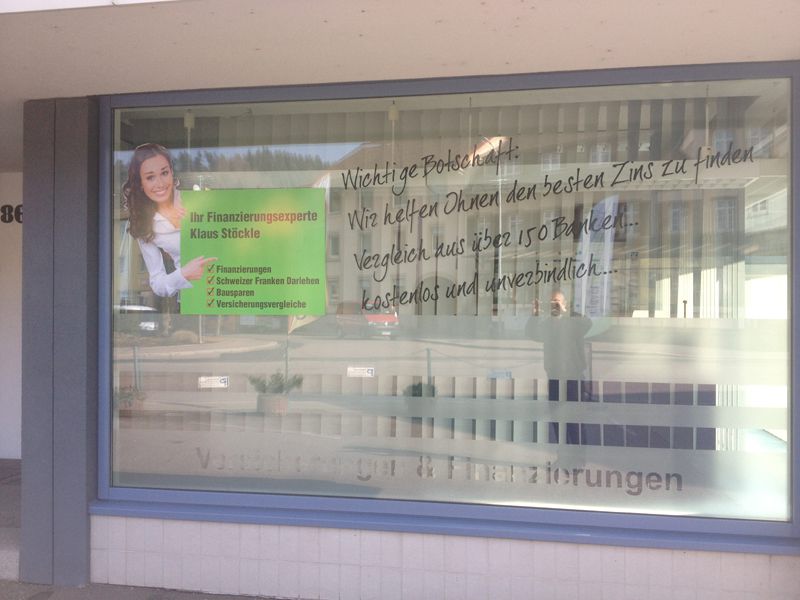 86
Ihr Finanzierungsexperte
Klaus Stöckle
Finanzierungen
Schweizer Franken Darlehen
Bausparen
Versicherungsvergleiche
Wichtige Botschaft:
Wir helfen Ohnen den besten Zins zu finden
Vergleich aus über 150 Banken...
kostenlos und unverbindlich...
Versicherungen & Finanzierungen